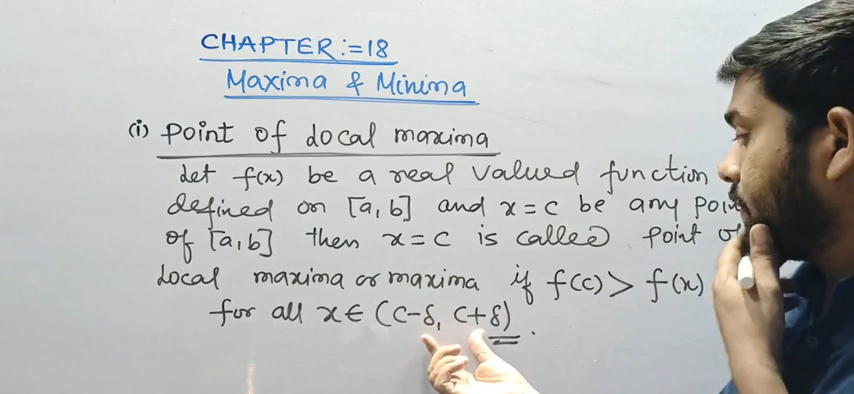 CHAPTER:=18
Maxima & Minima
(i) Point of Local maxima
Let f(x) be a real valued function
defined on [a,b] and x=c be any
of [a,b] then x=c is called point
Local maxima or maxima if f(c)> f(x)
for all x∈ (c-δ, c+δ).